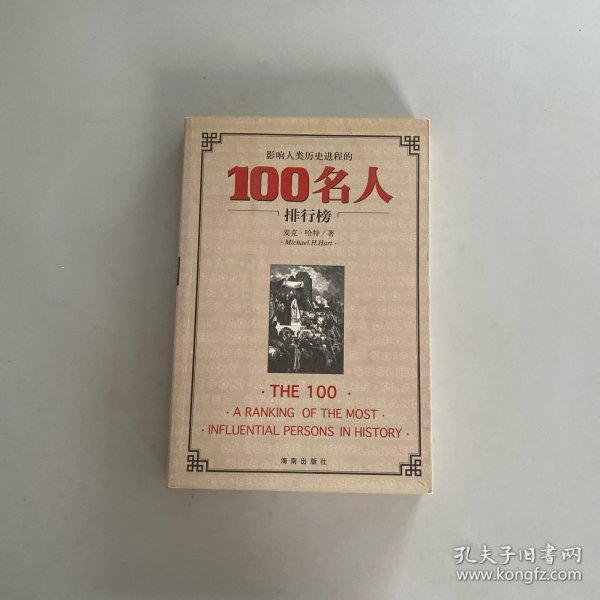 影响人类历史进程的
100名人
排行榜
麦克·哈特/著
·Michael H.Hart·
·THE 100·
·A RANKING OF THE MOST·
·INFLUENTIAL PERSONS IN HISTORY·
海南出版社
孔夫子旧书网
www.kongfz.com